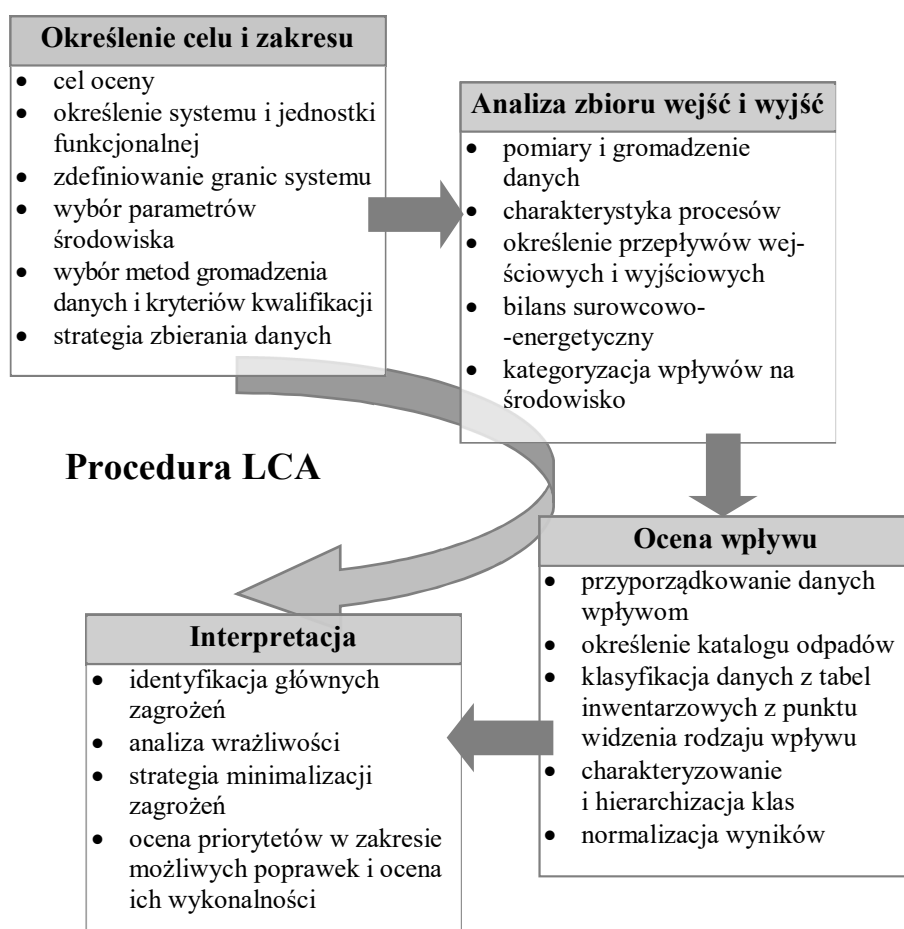 Określenie celu i zakresu
• cel oceny
• określenie systemu i jednostki
funkcjonalnej
• zdefiniowanie granic systemu
• wybór parametrów
środowiska
• wybór metod gromadzenia
danych i kryteriów kwalifikacji
• strategia zbierania danych
Analiza zbioru wejść i wyjść
• pomiary i gromadzenie
danych
• charakterystyka procesów
• określenie przepływów wej-
ściowych i wyjściowych
• bilans surowcowo-
-energetyczny
• kategoryzacja wpływów na
środowisko
Procedura LCA
Ocena wpływu
• przyporządkowanie danych
wpływom
• określenie katalogu odpadów
• klasyfikacja danych z tabel
inwentarzowych z punktu
widzenia rodzaju wpływu
• charakteryzowanie
i hierarchizacja klas
• normalizacja wyników
Interpretacja
• identyfikacja głównych
zagrożeń
• analiza wrażliwości
• strategia minimalizacji
zagrożeń
• ocena priorytetów w zakresie
możliwych poprawek i ocena
ich wykonalności